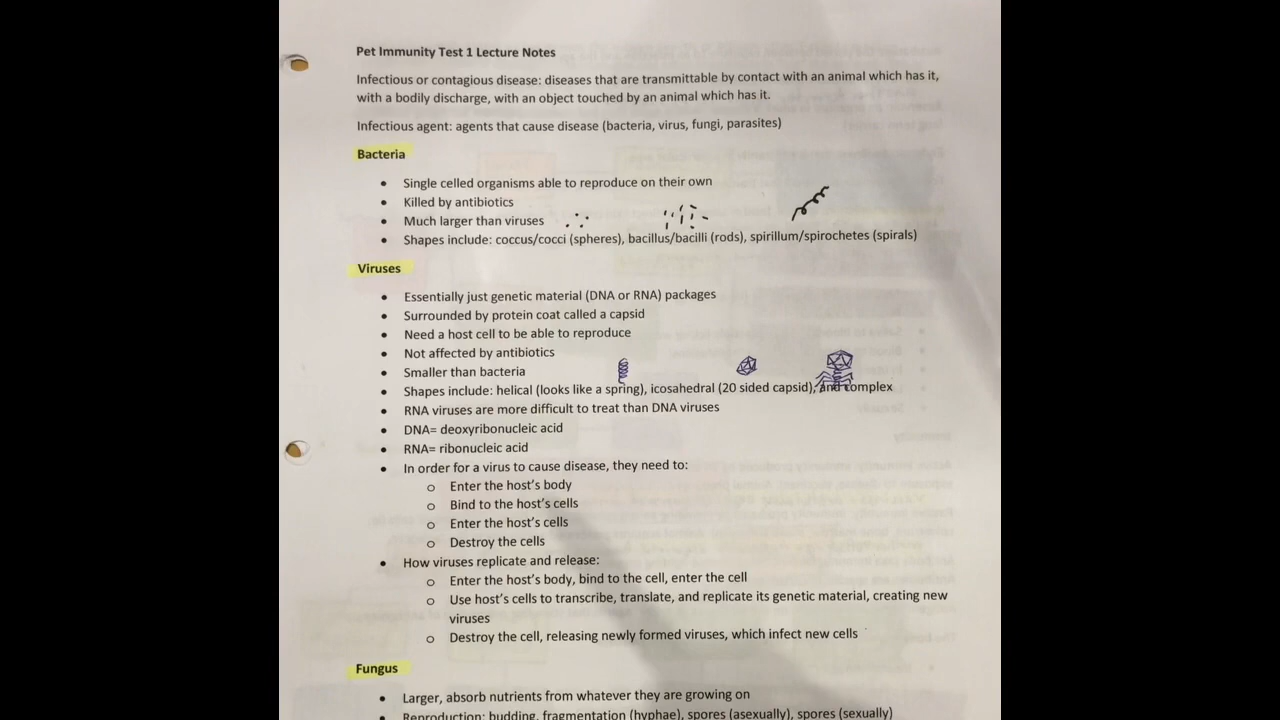 Pet Immunity Test 1 Lecture Notes
Infectious or contagious disease: diseases that are transmittable by contact with an animal which has it,
with a bodily discharge, with an object touched by an animal which has it.
Infectious agent: agents that cause disease (bacteria, virus, fungi, parasites)
Bacteria
• Single celled organisms able to reproduce on their own
• Killed by antibiotics
• Much larger than viruses
• Shapes include: coccus/cocci (spheres), bacillus/bacilli (rods), spirillum/spirochetes (spirals)
Viruses
• Essentially just genetic material (DNA or RNA) packages
• Surrounded by protein coat called a capsid
• Need a host cell to be able to reproduce
• Not affected by antibiotics
• Smaller than bacteria
• Shapes include: helical (looks like a spring), icosahedral (20 sided capsid), and complex
• RNA viruses are more difficult to treat than DNA viruses
• DNA= deoxyribonucleic acid
• RNA= ribonucleic acid
• In order for a virus to cause disease, they need to:
o Enter the host's body
o Bind to the host's cells
o Enter the host's cells
o Destroy the cells
• How viruses replicate and release:
o Enter the host's body, bind to the cell, enter the cell
o Use host's cells to transcribe, translate, and replicate its genetic material, creating new
viruses
o Destroy the cell, releasing newly formed viruses, which infect new cells
Fungus
• Larger, absorb nutrients from whatever they are growing on
• Reproduction: budding, fragmentation (hyphae), spores (asexually), spores (sexually)